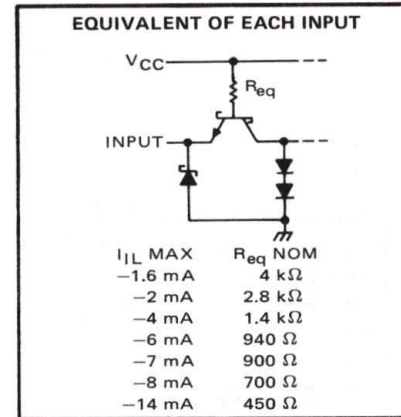 EQUIVALENT OF EACH INPUT
VCC
Req
INPUT
IIL MAX Req NOM
−1.6 mA 4 kΩ
−2 mA 2.8 kΩ
−4 mA 1.4 kΩ
−6 mA 940 Ω
−7 mA 900 Ω
−8 mA 700 Ω
−14 mA 450 Ω